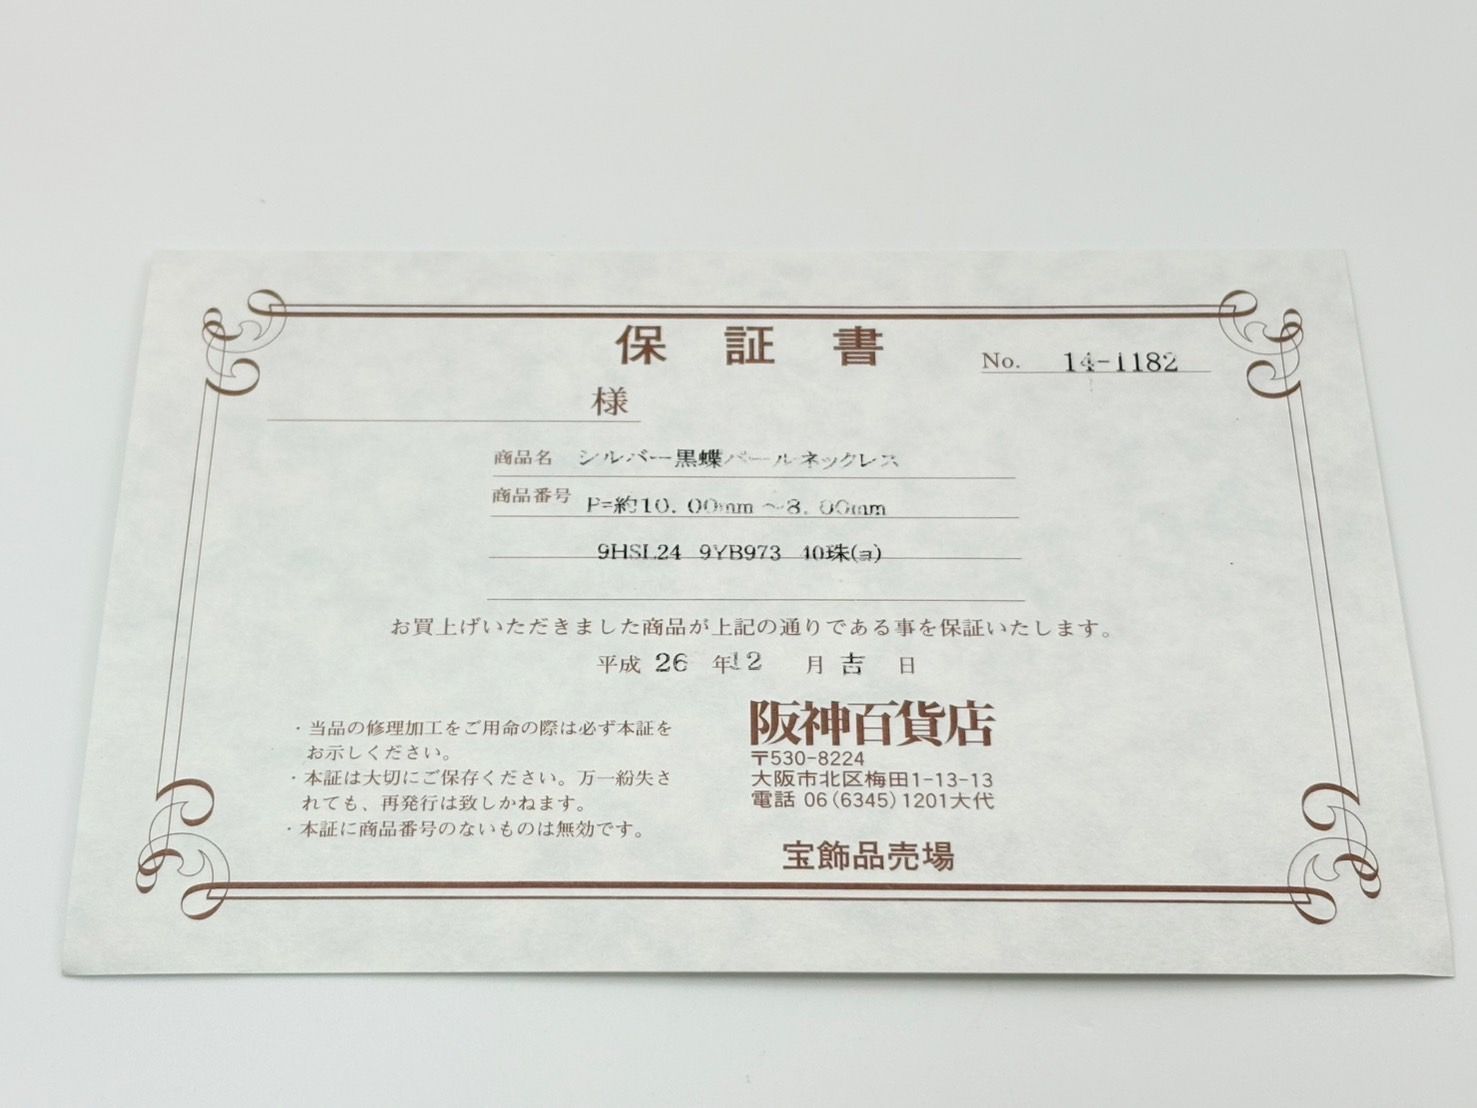 保証書
No. 14-1182
様
商品名 シルバー黒蝶パールネックレス
商品番号 P=約10.00mm～8.00mm
9HSL24 9YB973 40珠(ヨ)
お買上げいただきました商品が上記の通りである事を保証いたします。
平成 26 年12 月 吉 日
・当品の修理加工をご用命の際は必ず本証を
お示しください。
・本証は大切にご保存ください。万一紛失さ
れても、再発行は致しかねます。
・本証に商品番号のないものは無効です。
阪神百貨店
〒530-8224
大阪市北区梅田1-13-13
電話 06(6345)1201大代
宝飾品売場